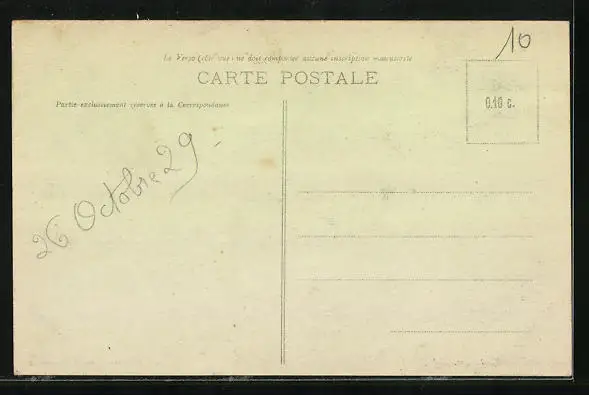 10
Le Verso (côté vue) ne doit comporter aucune inscription manuscrite
CARTE POSTALE
Partie exclusivement réservée à la Correspondance
0.10 c.
26 Octobre 29